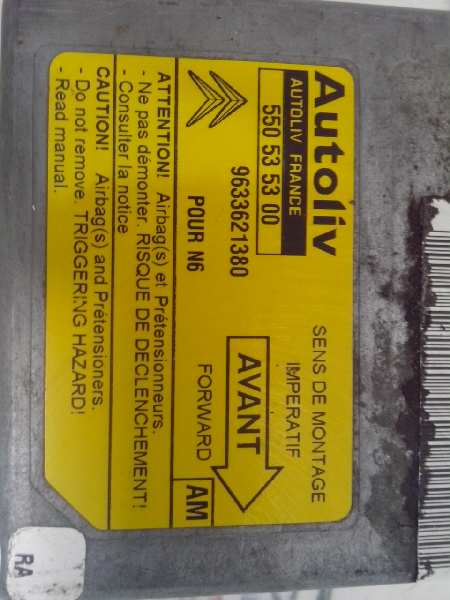 Autoliv
AUTOLIV FRANCE
550 53 53 00
9633621380
POUR N6
SENS DE MONTAGE
IMPERATIF
AVANT
FORWARD
AM
ATTENTION! Airbag(s) et Prétensionneurs.
- Ne pas démonter. RISQUE DE DECLENCHEMENT!
- Consulter la notice
CAUTION! Airbag(s) and Prétensioners.
- Do not remove. TRIGGERING HAZARD!
- Read manual.
RA